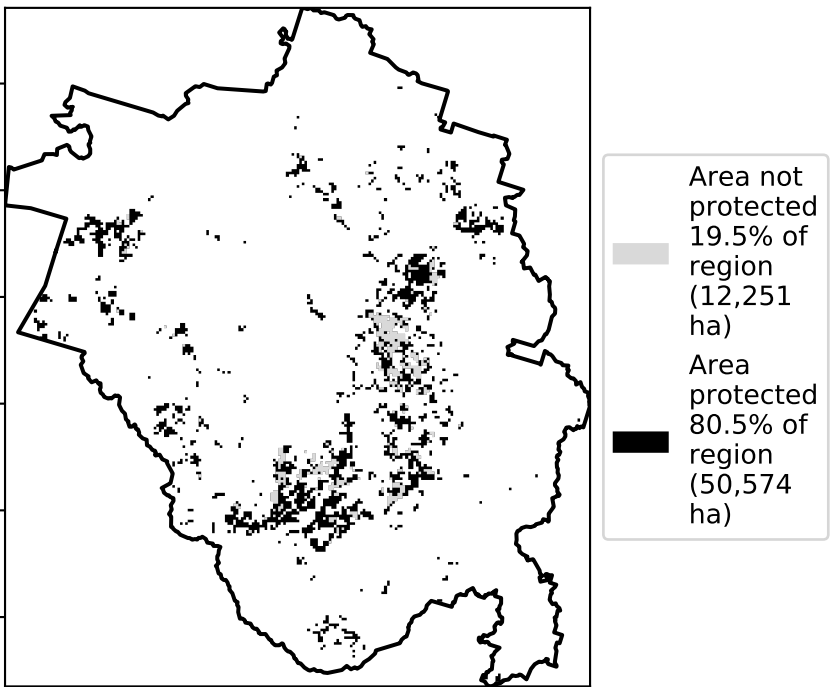 Area not
protected
19.5% of
region
(12,251
ha)
Area
protected
80.5% of
region
(50,574
ha)